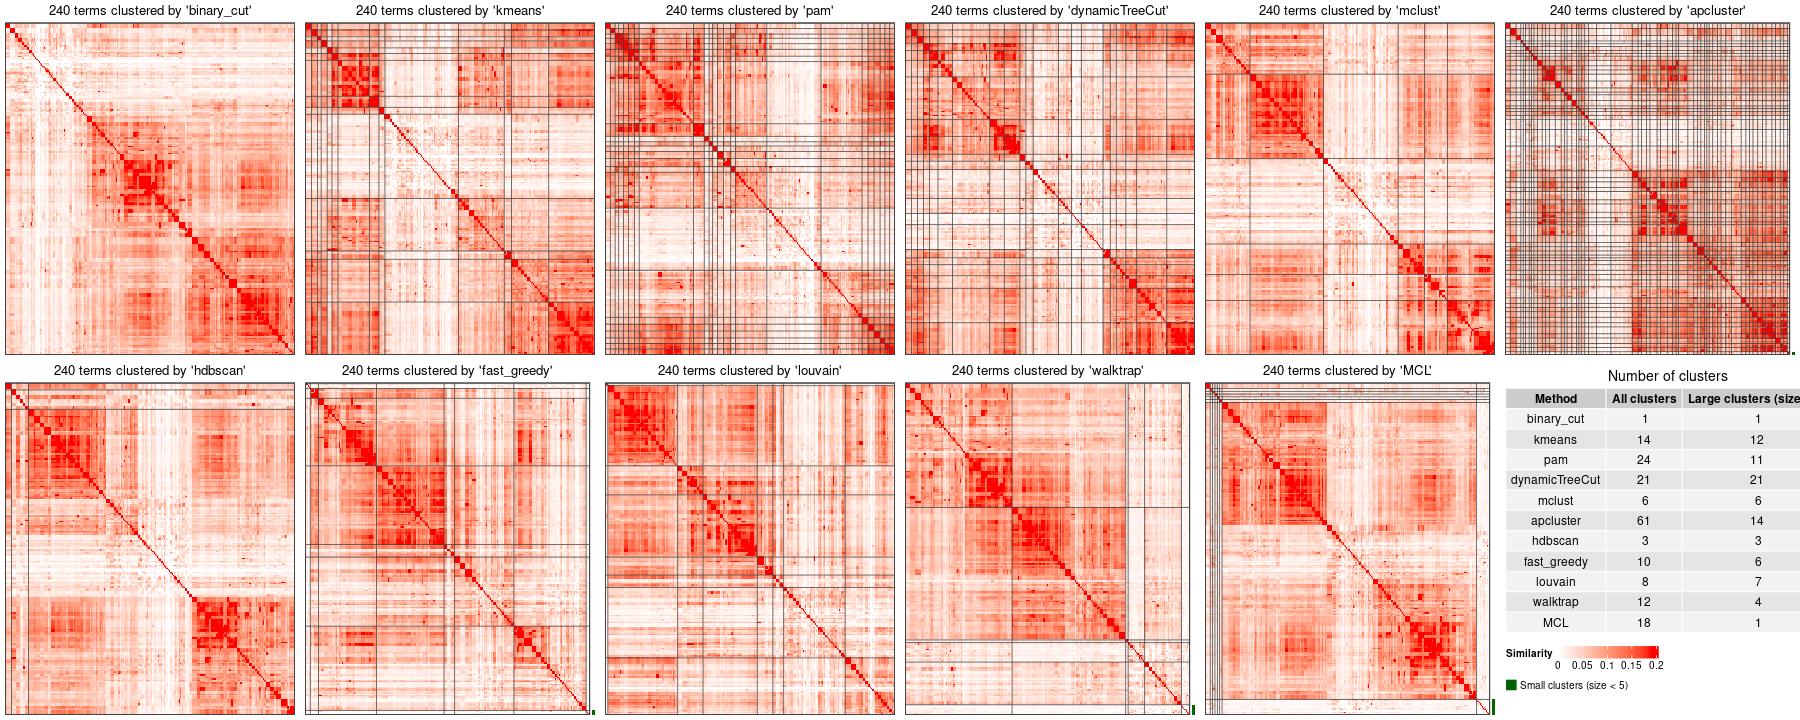 240 terms clustered by 'binary_cut'
240 terms clustered by 'kmeans'
240 terms clustered by 'pam'
240 terms clustered by 'dynamicTreeCut'
240 terms clustered by 'mclust'
240 terms clustered by 'apcluster'
240 terms clustered by 'hdbscan'
240 terms clustered by 'fast_greedy'
240 terms clustered by 'louvain'
240 terms clustered by 'walktrap'
240 terms clustered by 'MCL'
Number of clusters
Method All clusters Large clusters (size
binary_cut 1 1
kmeans 14 12
pam 24 11
dynamicTreeCut 21 21
mclust 6 6
apcluster 61 14
hdbscan 3 3
fast_greedy 10 6
louvain 8 7
walktrap 12 4
MCL 18 1
Similarity
0 0.05 0.1 0.15 0.2
Small clusters (size < 5)